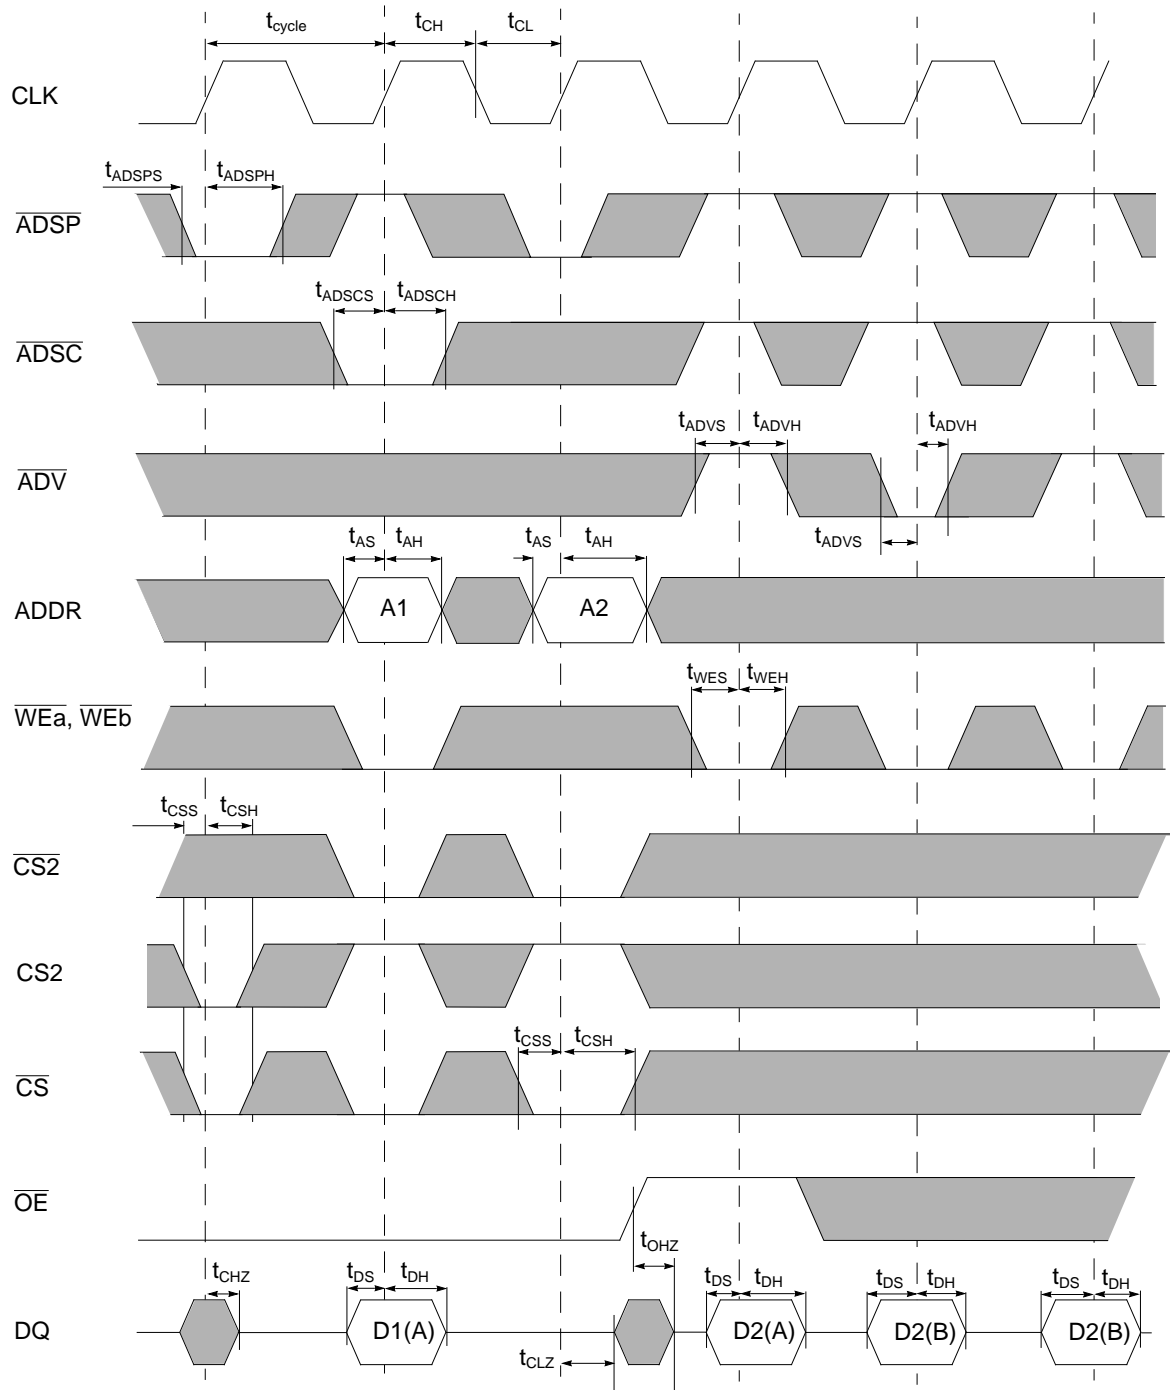 tcycle tCH tCL
CLK
tADSPS tADSPH
ADSP
tADSCS tADSCH
ADSC
tADVS tADVH tADVH
ADV
tADVS
tAS tAH tAS tAH
ADDR A1 A2
tWES tWEH
WEa, WEb
tCSS tCSH
CS2
CS2
tCSS tCSH
CS
OE
tOHZ
tCHZ tDS tDH tDS tDH tDS tDH tDS tDH
DQ D1(A) D2(A) D2(B) D2(B)
tCLZ